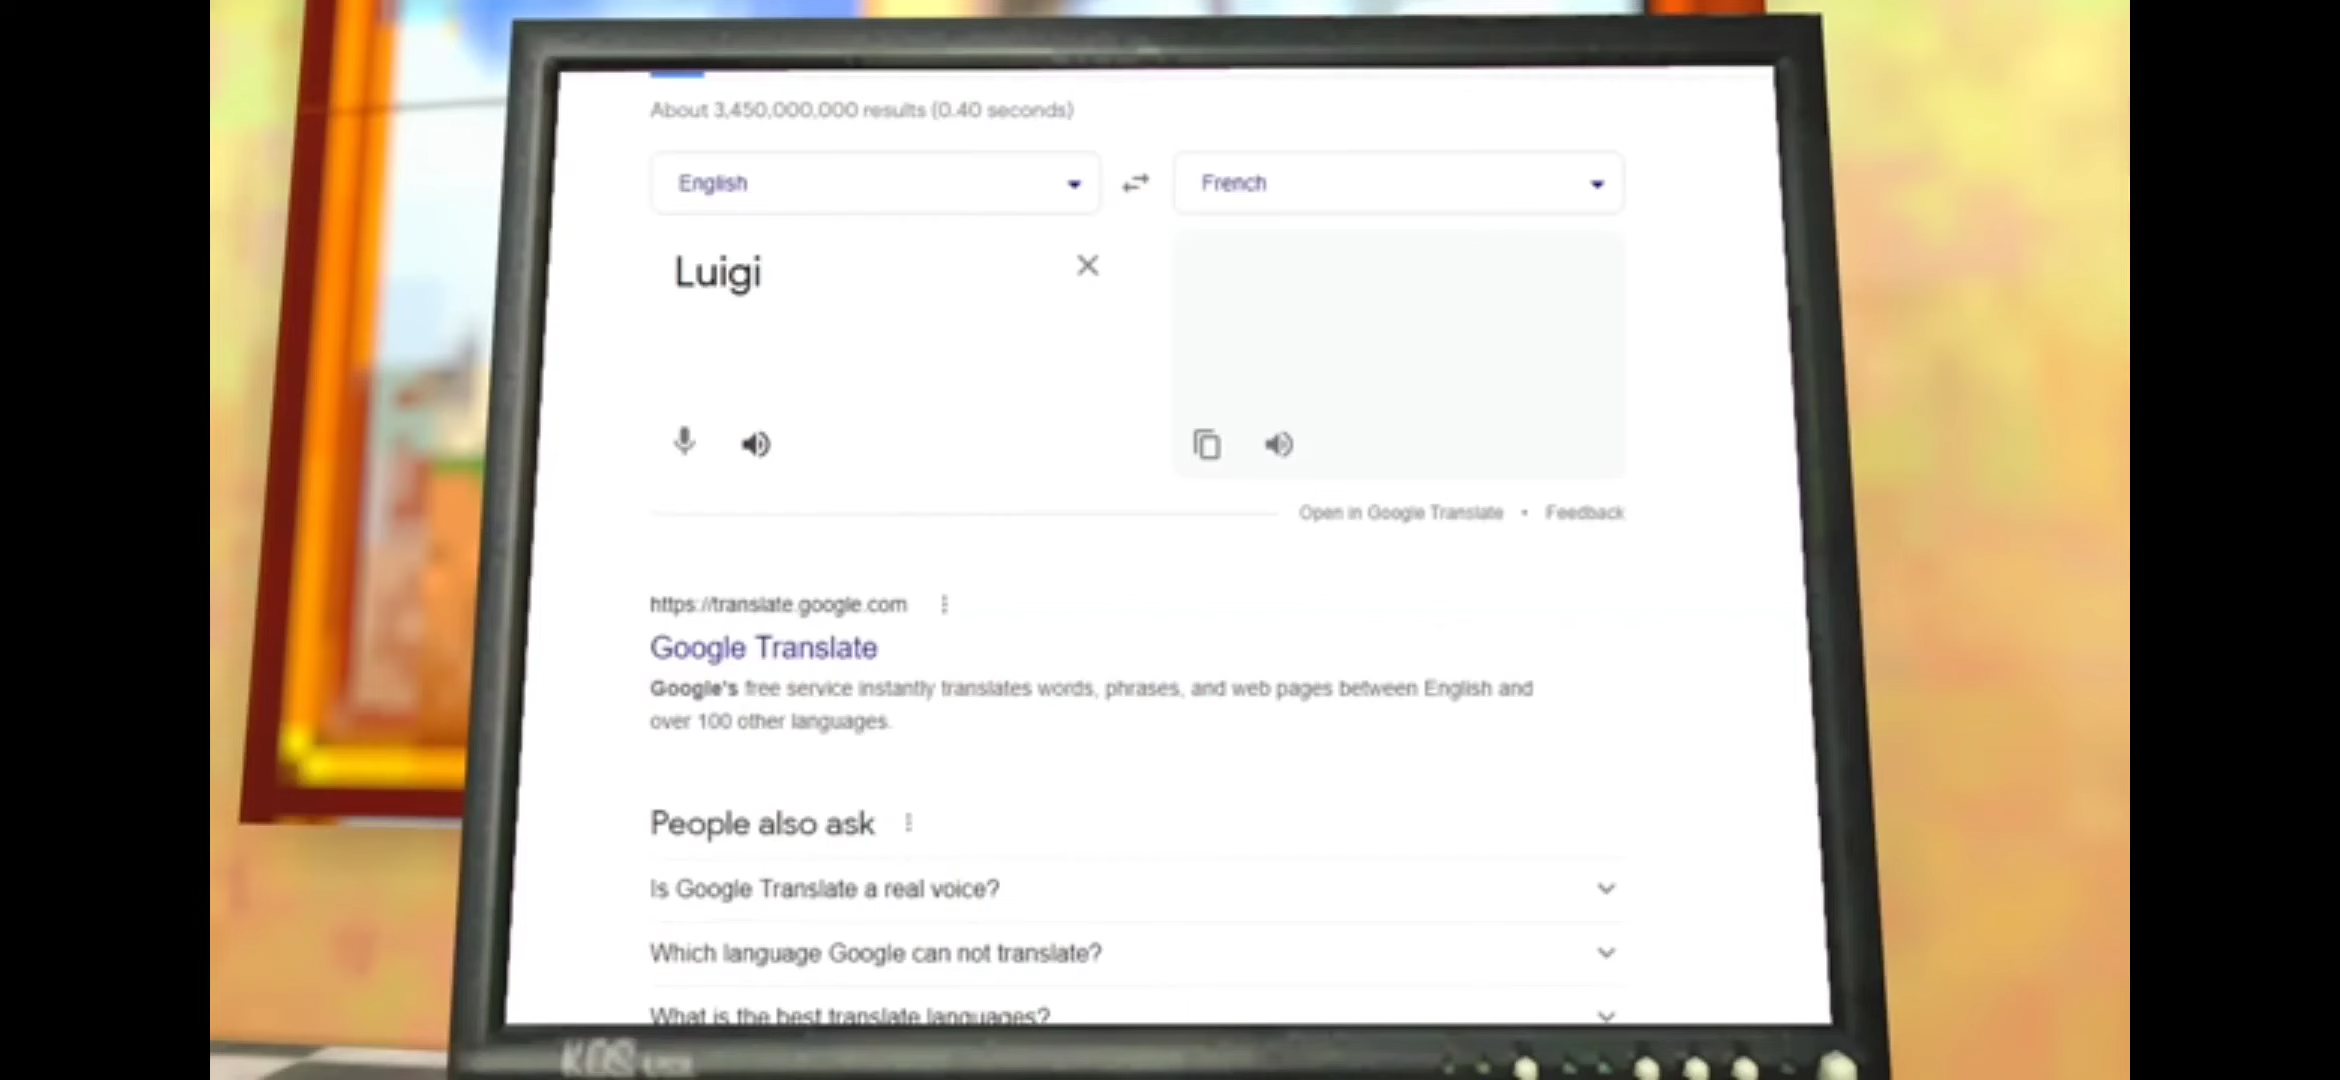 About 3,450,000,000 results (0.40 seconds)
English
French
Luigi
Open in Google Translate • Feedback
https://translate.google.com
Google Translate
Google's free service instantly translates words, phrases, and web pages between English and
over 100 other languages.
People also ask
Is Google Translate a real voice?
Which language Google can not translate?
What is the best translate languages?